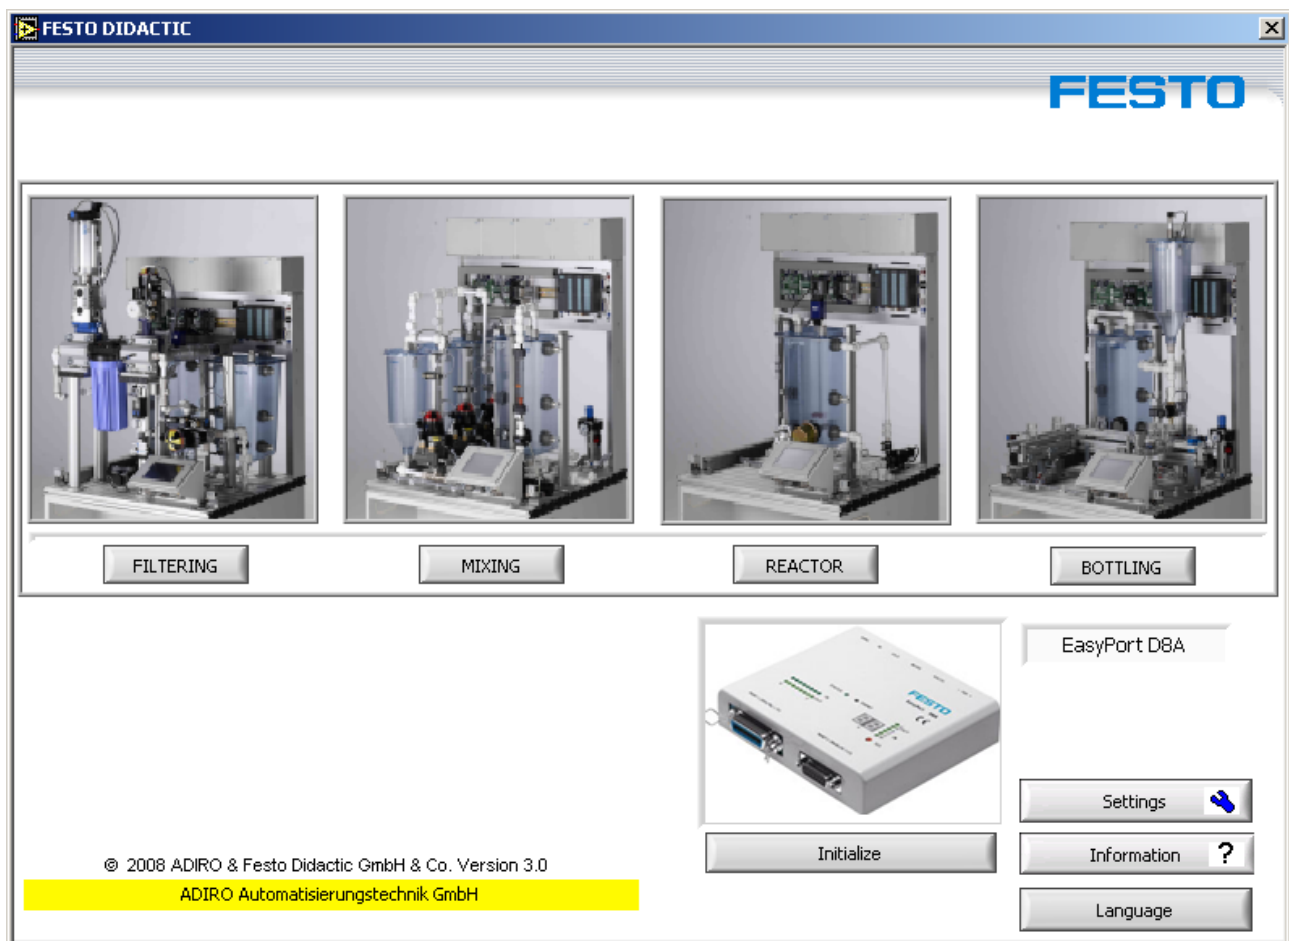 FESTO DIDACTIC
FESTO
FILTERING
MIXING
REACTOR
BOTTLING
EasyPort D8A
FESTO
Settings
Initialize
Information ?
© 2008 ADIRO & Festo Didactic GmbH & Co. Version 3.0
ADIRO Automatisierungstechnik GmbH
Language